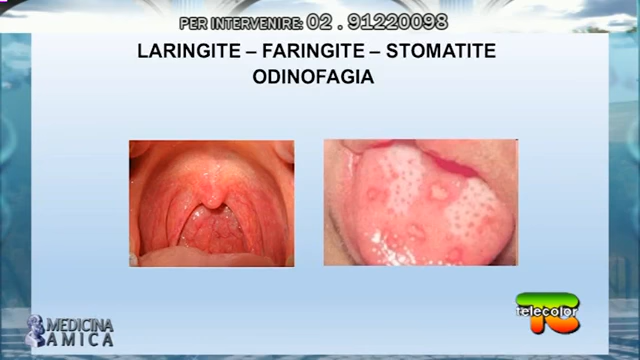 PER INTERVENIRE: 02 . 91220098
LARINGITE – FARINGITE – STOMATITE
ODINOFAGIA
MEDICINA
AMICA
telecolor